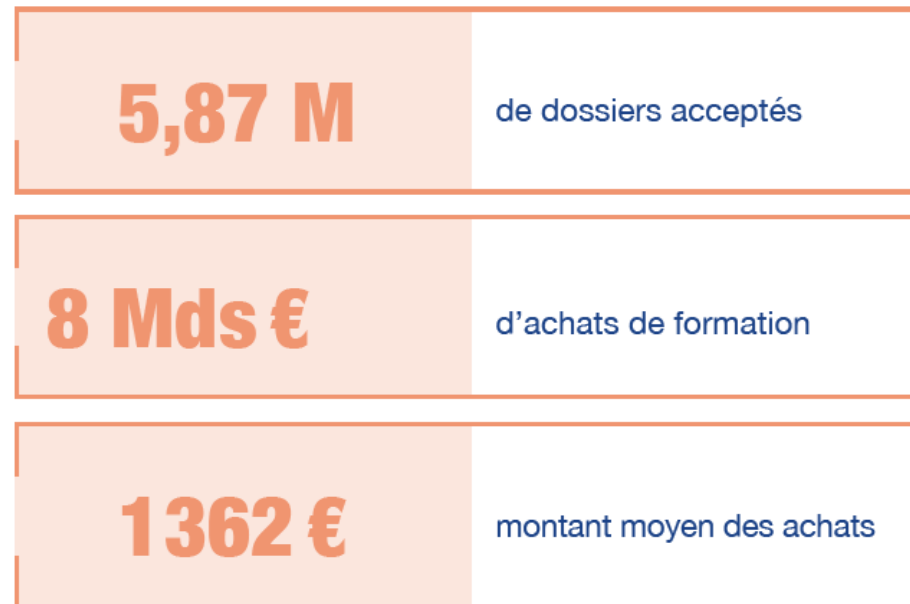 5,87 M
de dossiers acceptés
8 Mds €
d’achats de formation
1362 €
montant moyen des achats